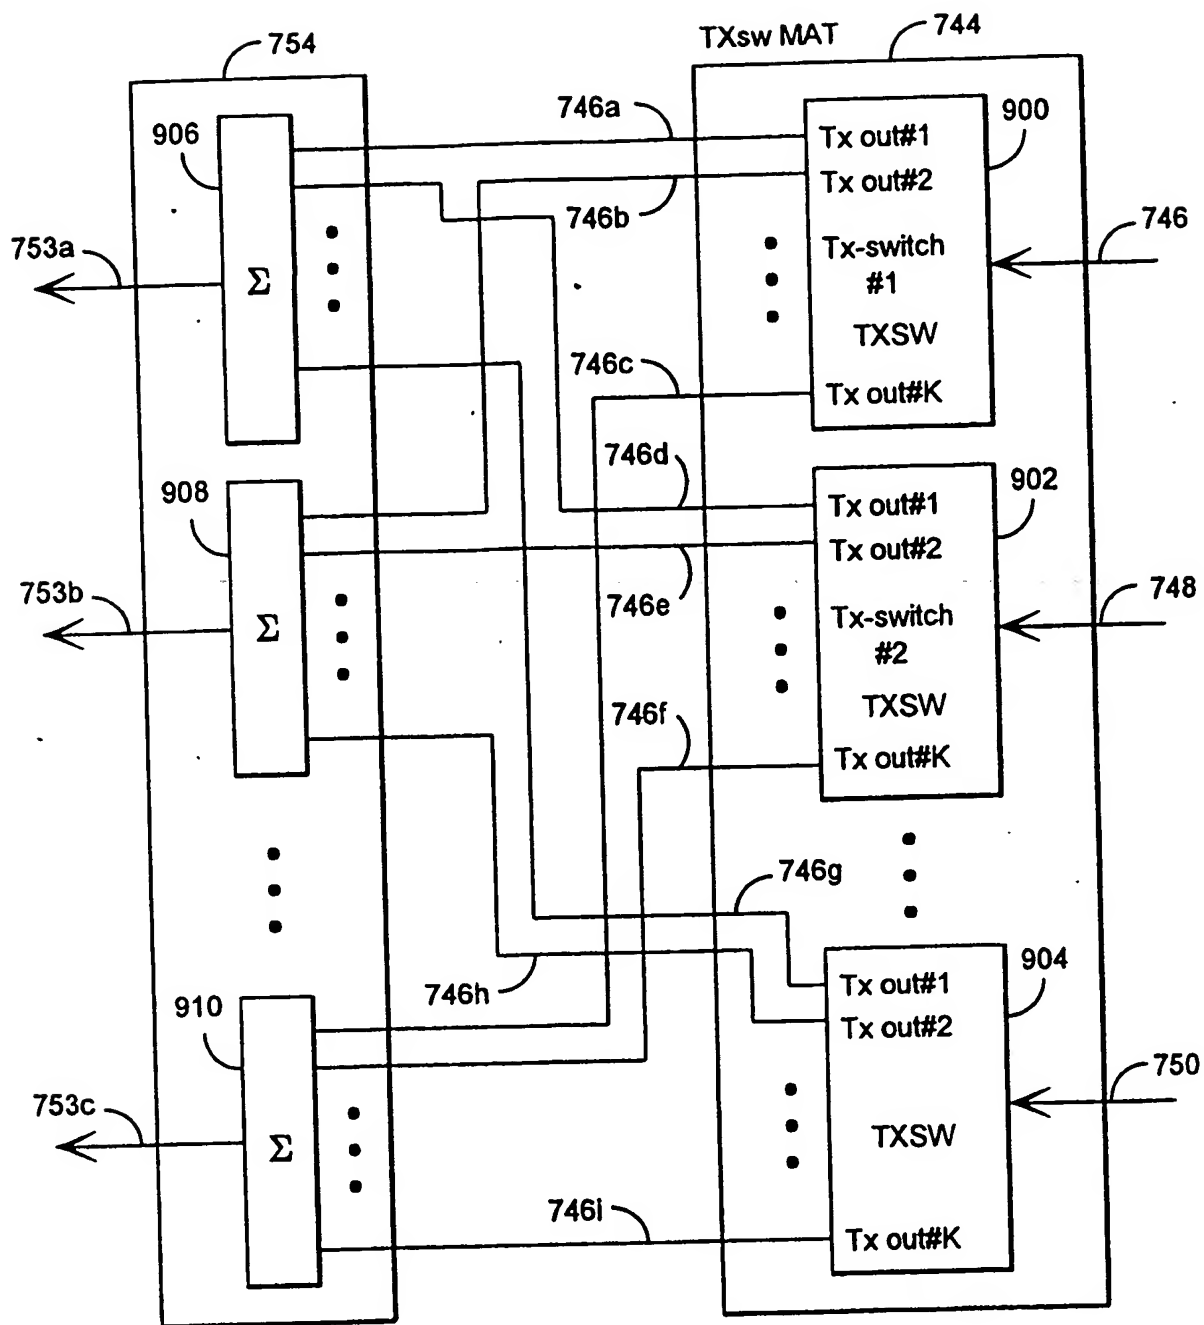 754
TXsw MAT
744
906
746a
900
Tx out#1
Tx out#2
746b
753a
Σ
Tx-switch
#1
TXSW
746
746c
Tx out#K
746d
908
902
Tx out#1
Tx out#2
746e
753b
Σ
Tx-switch
#2
TXSW
748
746f
Tx out#K
746g
746h
910
904
Tx out#1
Tx out#2
753c
Σ
TXSW
750
746i
Tx out#K